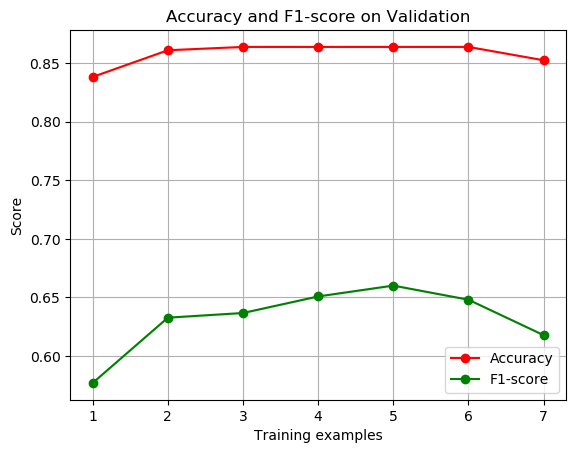 Accuracy and F1-score on Validation
Score
0.85
0.80
0.75
0.70
0.65
0.60
Accuracy
F1-score
1 2 3 4 5 6 7
Training examples